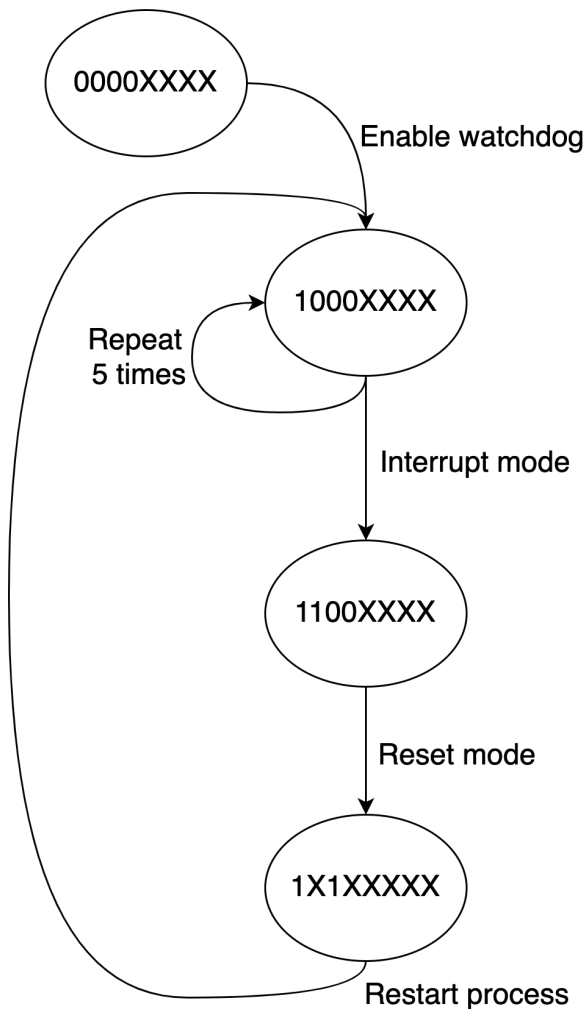 0000XXXX
Enable watchdog
1000XXXX
Repeat
5 times
Interrupt mode
1100XXXX
Reset mode
1X1XXXXX
Restart process